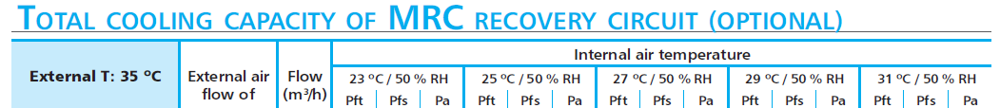 TOTAL COOLING CAPACITY OF MRC RECOVERY CIRCUIT (OPTIONAL)
Internal air temperature
External T: 35 ºC External air Flow 23 ºC / 50 % RH 25 ºC / 50 % RH 27 ºC / 50 % RH 29 ºC / 50 % RH 31 ºC / 50 % RH
flow of (m³/h) Pft Pfs Pa Pft Pfs Pa Pft Pfs Pa Pft Pfs Pa Pft Pfs Pa